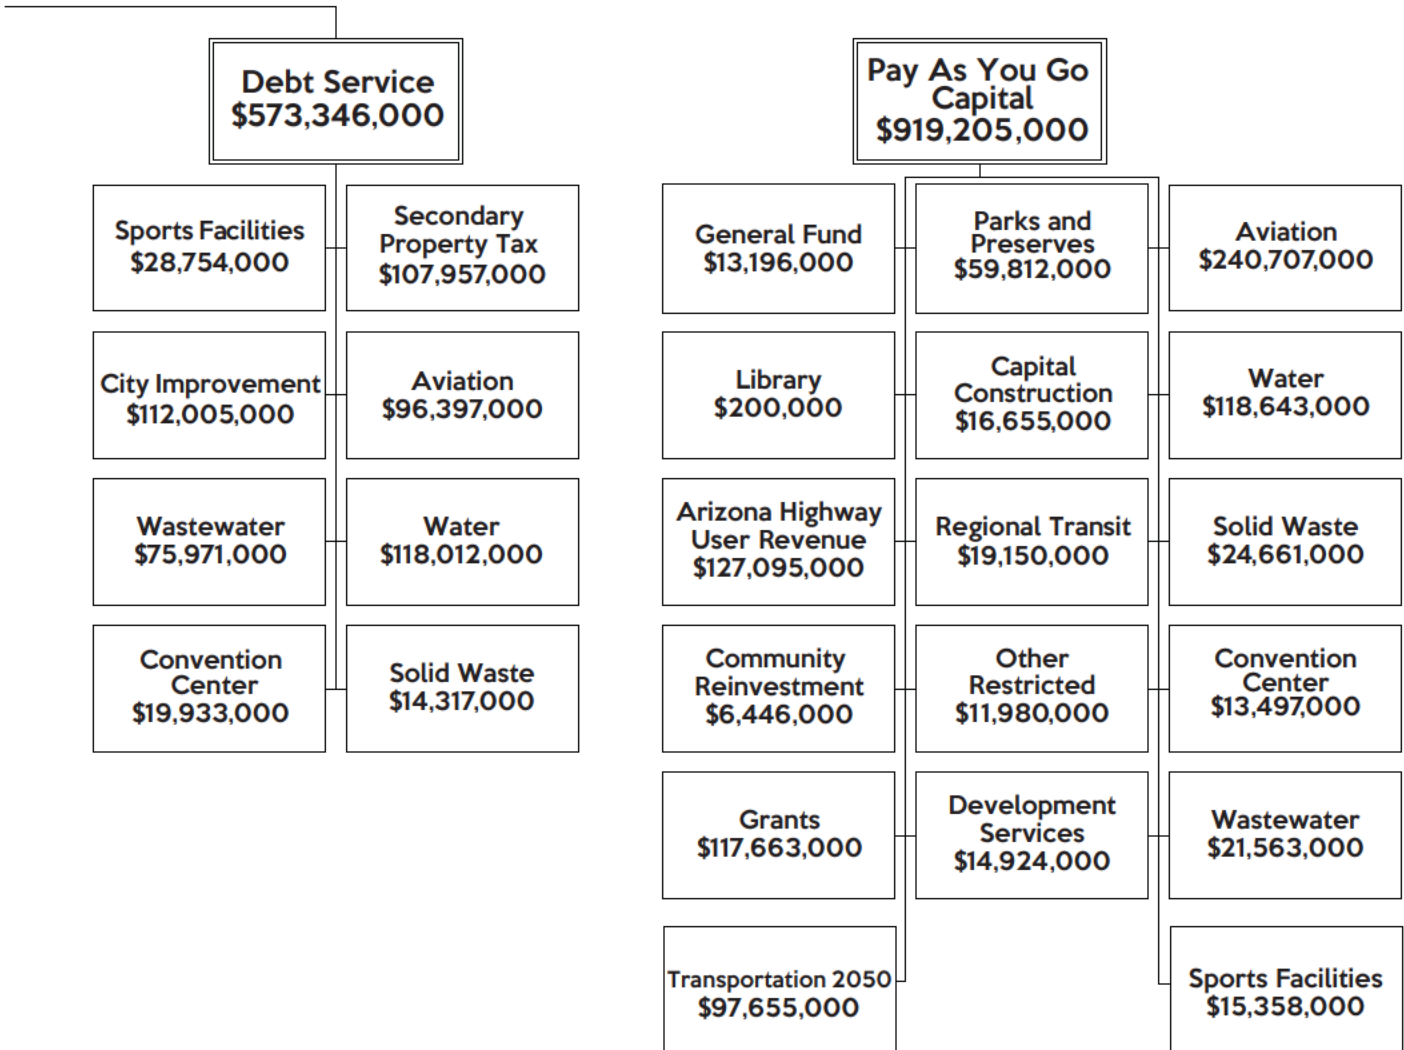 Debt Service
$573,346,000
Sports Facilities
$28,754,000
Secondary
Property Tax
$107,957,000
City Improvement
$112,005,000
Aviation
$96,397,000
Wastewater
$75,971,000
Water
$118,012,000
Convention
Center
$19,933,000
Solid Waste
$14,317,000
Pay As You Go
Capital
$919,205,000
General Fund
$13,196,000
Parks and
Preserves
$59,812,000
Aviation
$240,707,000
Library
$200,000
Capital
Construction
$16,655,000
Water
$118,643,000
Arizona Highway
User Revenue
$127,095,000
Regional Transit
$19,150,000
Solid Waste
$24,661,000
Community
Reinvestment
$6,446,000
Other
Restricted
$11,980,000
Convention
Center
$13,497,000
Grants
$117,663,000
Development
Services
$14,924,000
Wastewater
$21,563,000
Transportation 2050
$97,655,000
Sports Facilities
$15,358,000